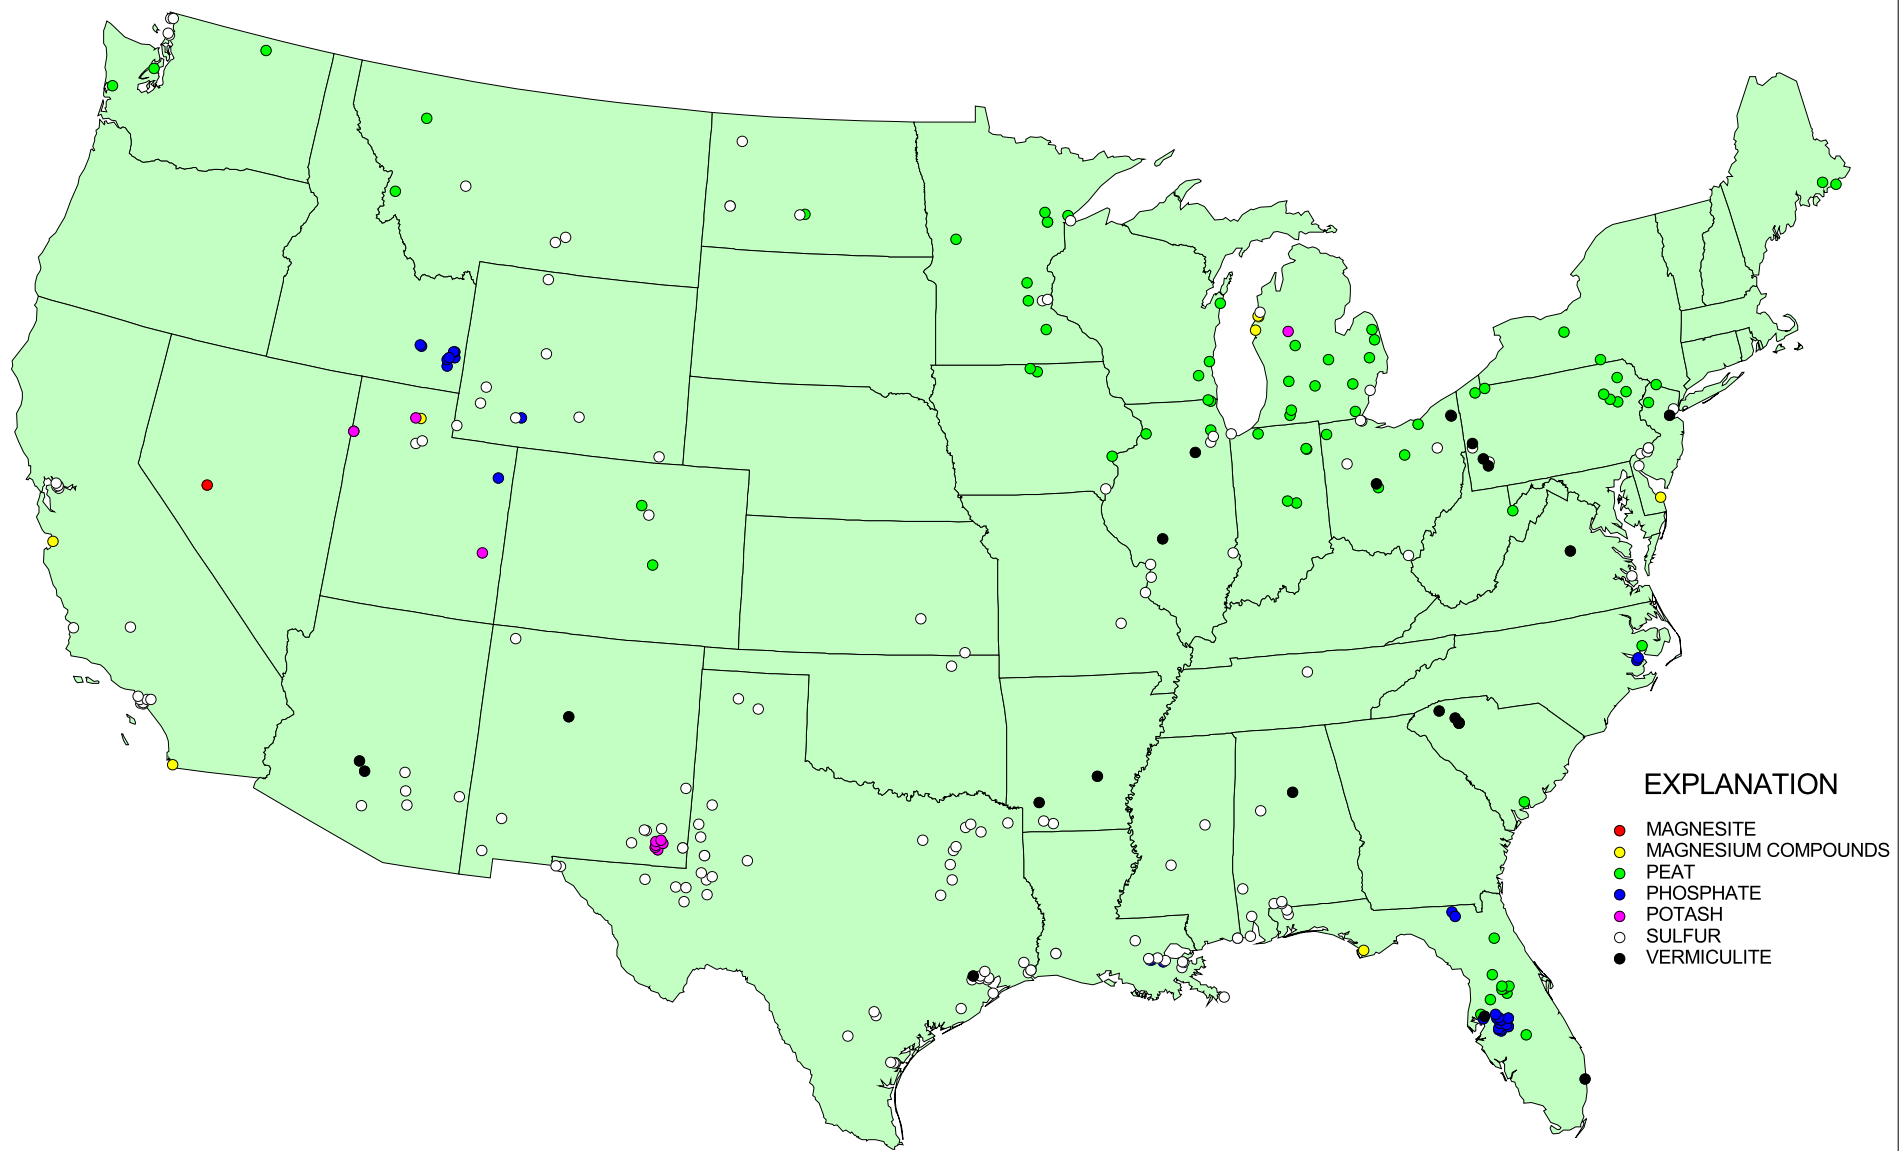 EXPLANATION
MAGNESITE
MAGNESIUM COMPOUNDS
PEAT
PHOSPHATE
POTASH
SULFUR
VERMICULITE